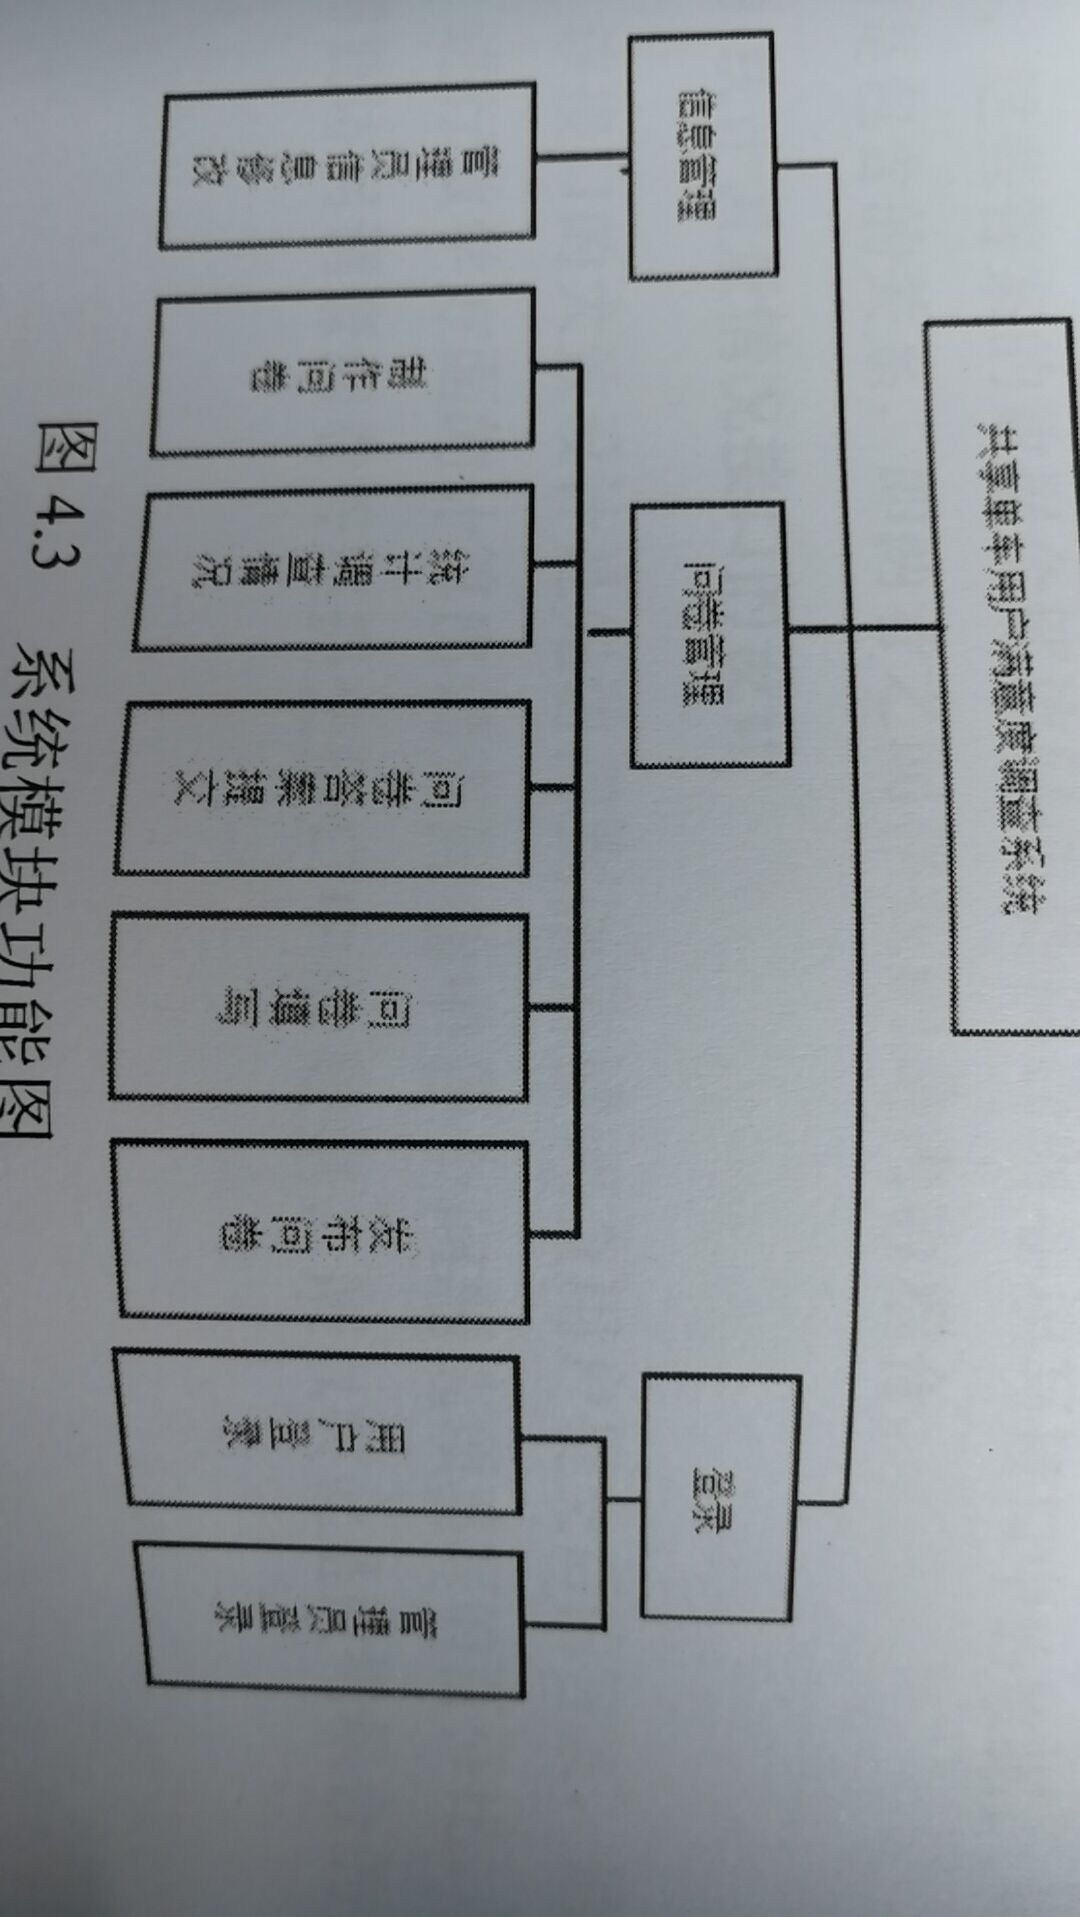 共享单车用户满意度调查系统
信息管理
问卷管理
登录
管理员信息修改
制作问卷
统计调查情况
问卷答案提交
问卷填写
发布问卷
用户登录
管理员登录
图 4.3 系统模块功能图